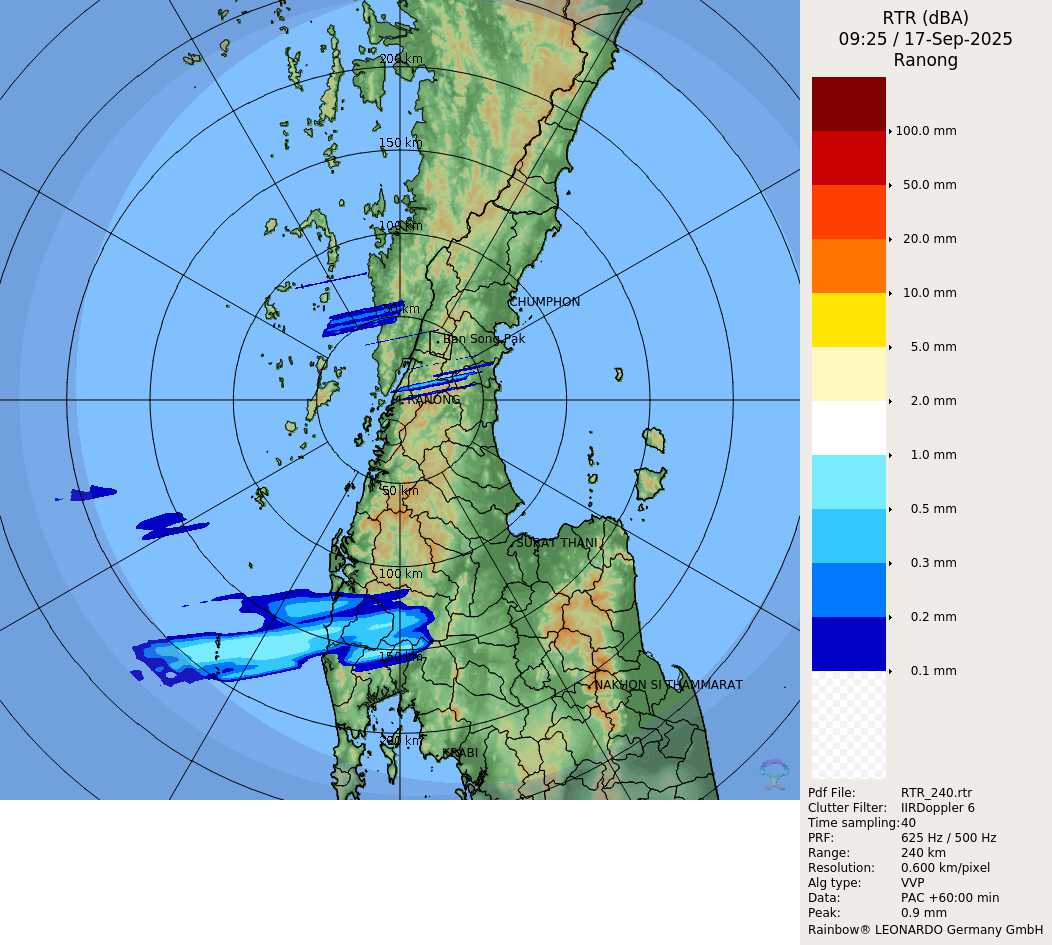 200 km
150 km
100 km
50 km
CHUMPHON
Ban Song Pak
RANONG
50 km
SURAT THANI
100 km
150 km
NAKHON SI THAMMARAT
200 km
KRABI
RTR (dBA)
09:25 / 17-Sep-2025
Ranong
100.0 mm
50.0 mm
20.0 mm
10.0 mm
5.0 mm
2.0 mm
1.0 mm
0.5 mm
0.3 mm
0.2 mm
0.1 mm
Pdf File: RTR_240.rtr
Clutter Filter: IIRDoppler 6
Time sampling:40
PRF: 625 Hz / 500 Hz
Range: 240 km
Resolution: 0.600 km/pixel
Alg type: VVP
Data: PAC +60:00 min
Peak: 0.9 mm
Rainbow® LEONARDO Germany GmbH